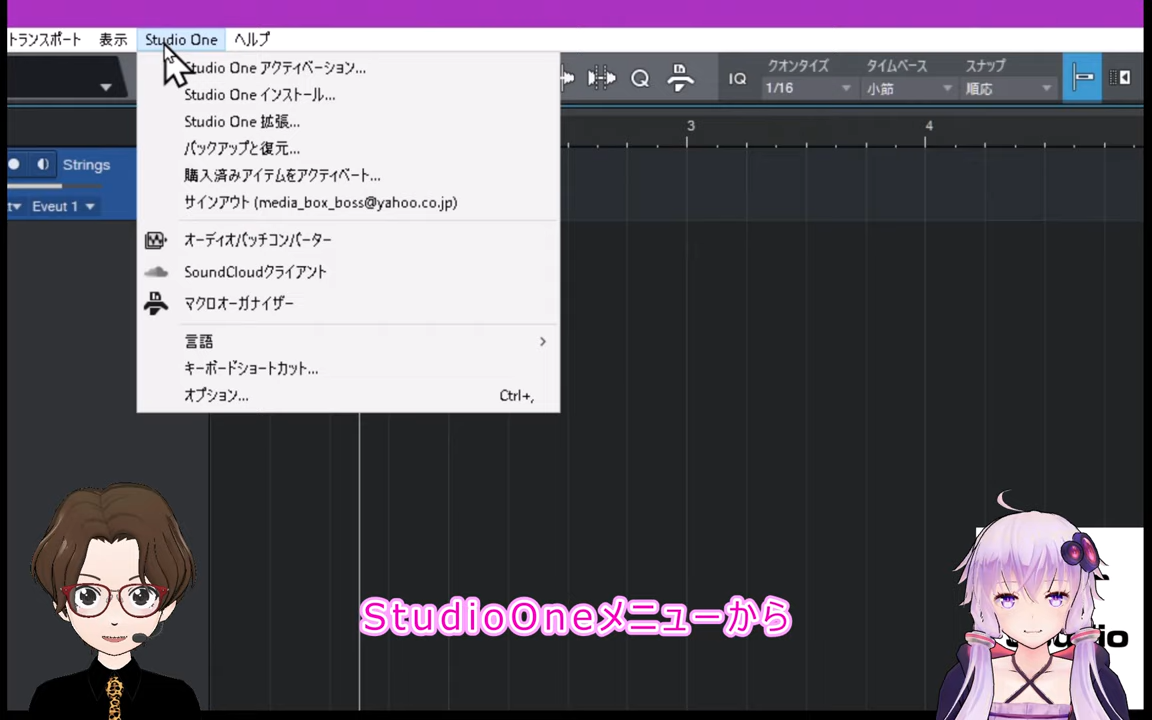 トランスポート 表示 Studio One ヘルプ
Studio One アクティベーション...
Studio One インストール...
Studio One 拡張...
バックアップと復元...
購入済みアイテムをアクティベート...
サインアウト (media_box_boss@yahoo.co.jp)
オーディオバッチコンバーター
SoundCloudクライアント
マクロオーガナイザー
言語
キーボードショートカット...
オプション... Ctrl+,
IQ
クオンタイズ タイムベース スナップ
1/16 小節 順応
3 4
Strings
Eveut 1
StudioOneメニューから